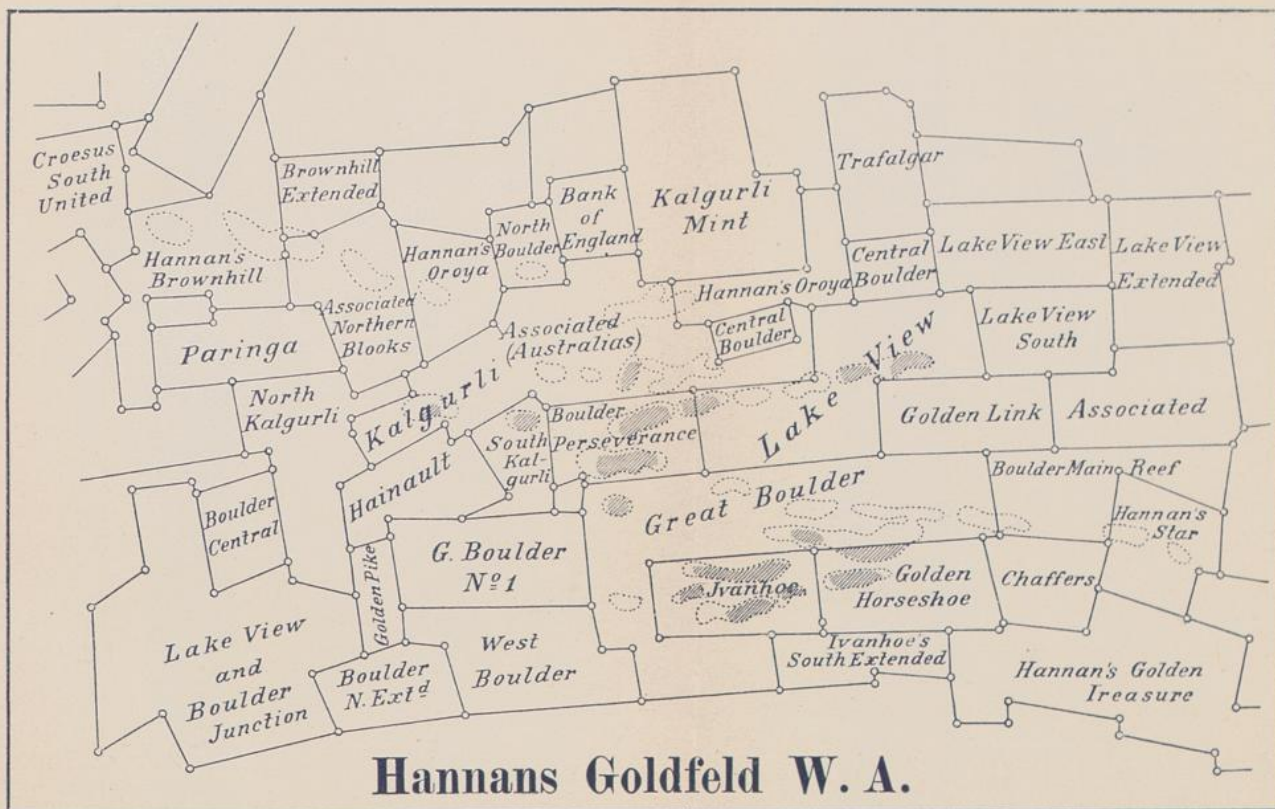 Croesus
South
United
Brownhill
Extended
Hannan's
Brownhill
Associated
Northern
Blooks
Hannan's
Oroya
North
Boulder
Bank
of
England
Kalgurli
Mint
Trafalgar
Central
Boulder
Lake View East
Lake View
Extended
Hannan's Oroya
Central
Boulder
Lake View
South
Paringa
North
Kalgurli
Kalgurli
Associated
(Australias)
Lake View
Golden Link
Associated
Hainault
South
Kal-
gurli
Boulder
Perseverance
Great Boulder
Boulder Main Reef
Hannan's
Star
Boulder
Central
Golden Pike
G. Boulder
Nº 1
Jvanhoe
Golden
Horseshoe
Chaffers
Lake View
and
Boulder
Junction
Boulder
N. Extd
West
Boulder
Ivanhoe's
South Extended
Hannan's Golden
Treasure
Hannans Goldfeld W. A.